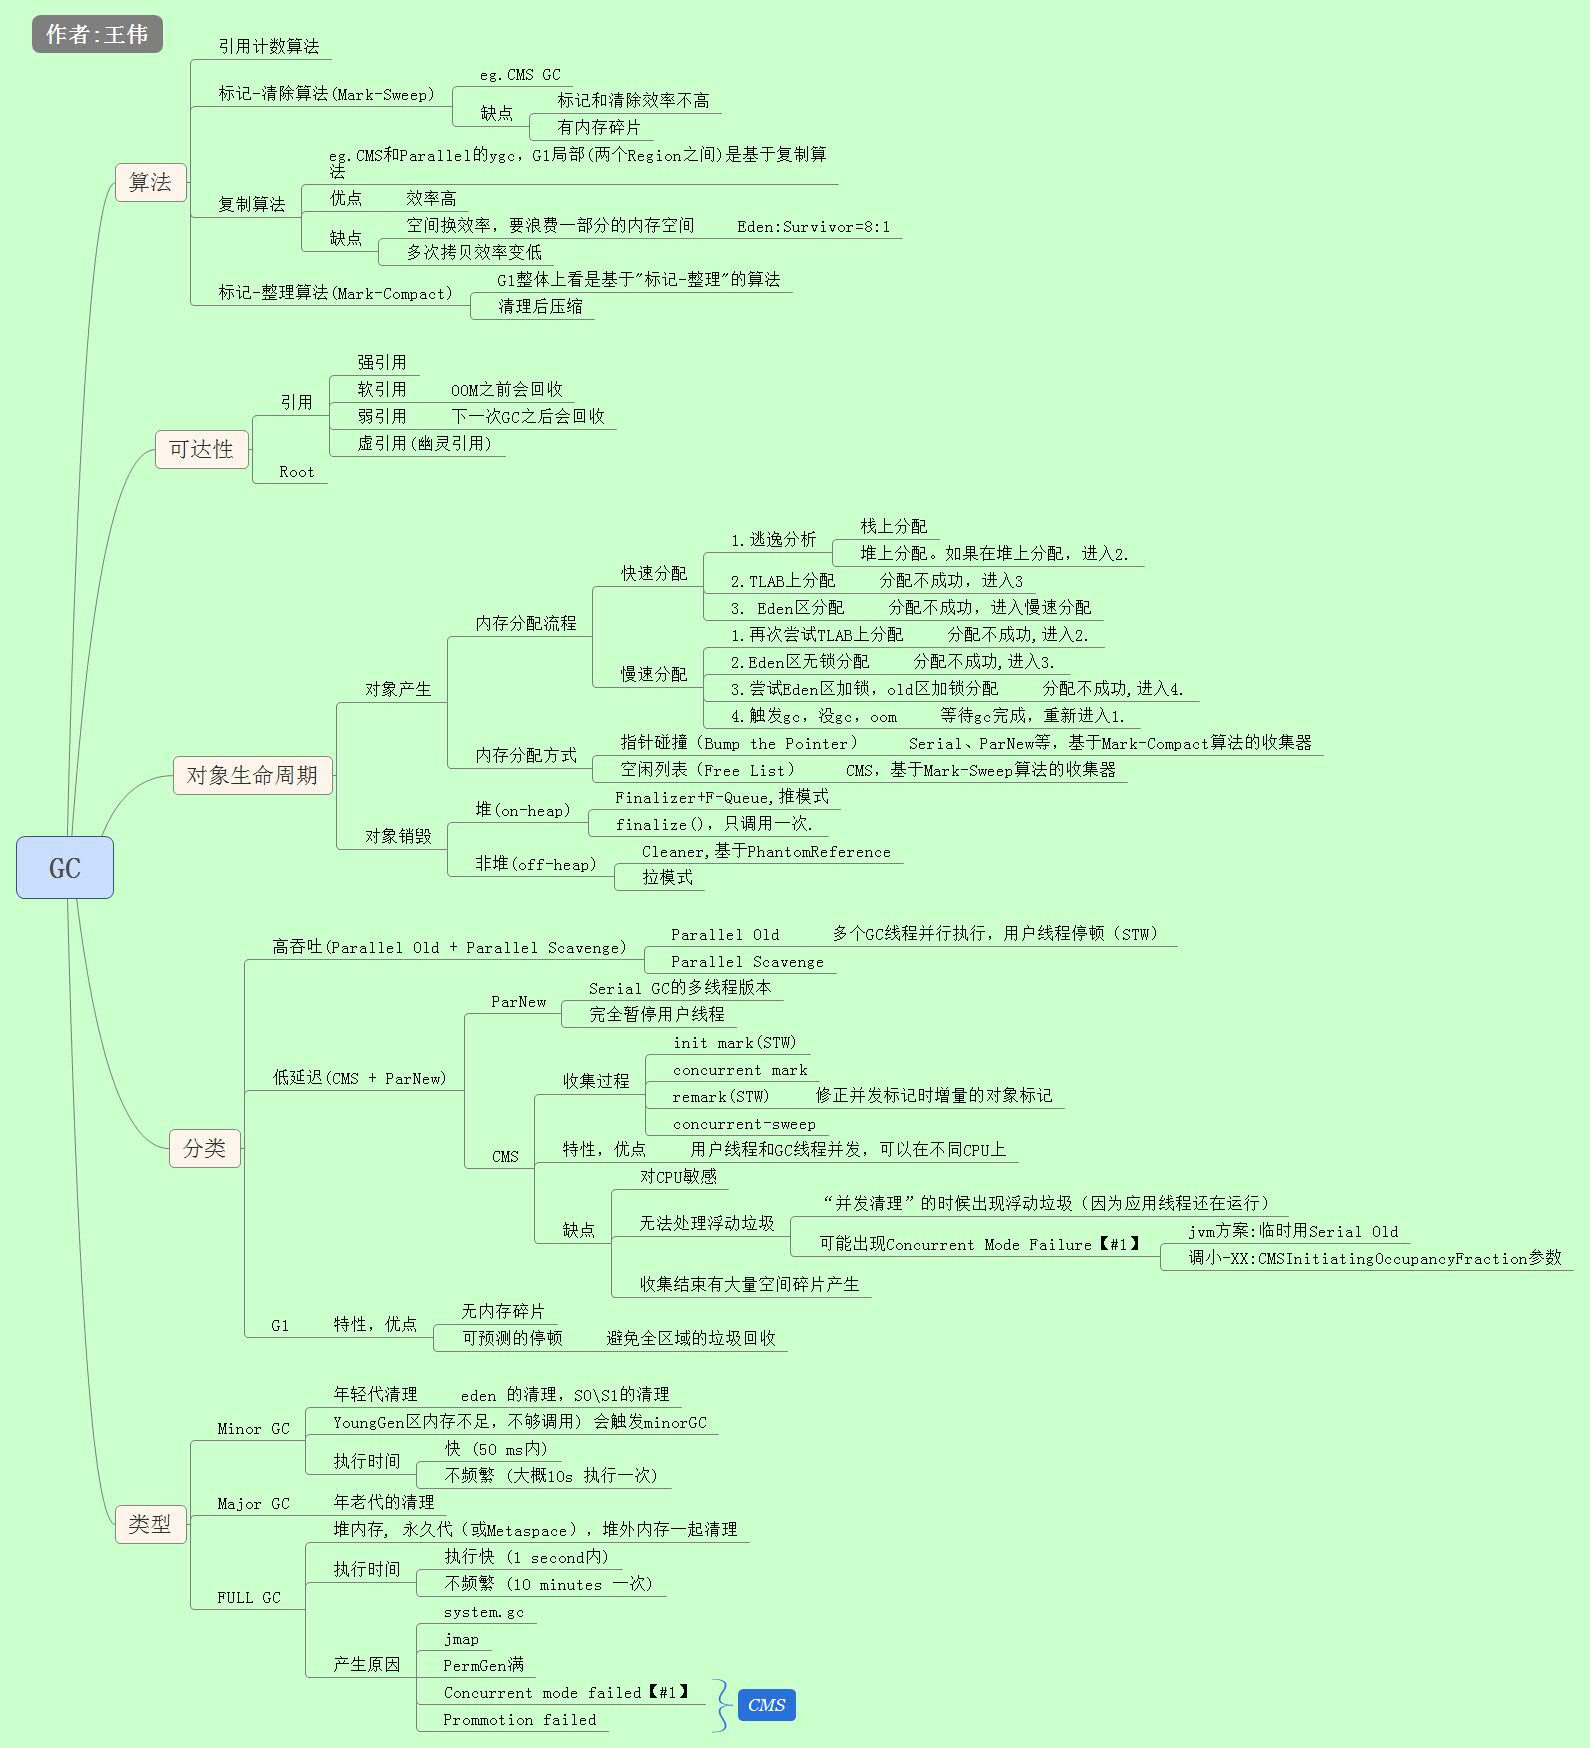 作者:王伟
GC
算法
引用计数算法
标记-清除算法(Mark-Sweep)
eg.CMS GC
缺点
标记和清除效率不高
有内存碎片
复制算法
eg.CMS和Parallel的ygc，G1局部(两个Region之间)是基于复制算
法
优点
效率高
缺点
空间换效率，要浪费一部分的内存空间
Eden:Survivor=8:1
多次拷贝效率变低
标记-整理算法(Mark-Compact)
G1整体上看是基于"标记-整理"的算法
清理后压缩
可达性
引用
强引用
软引用
OOM之前会回收
弱引用
下一次GC之后会回收
虚引用(幽灵引用)
Root
对象生命周期
对象产生
内存分配流程
快速分配
1.逃逸分析
栈上分配
堆上分配。如果在堆上分配，进入2.
2.TLAB上分配
分配不成功，进入3
3. Eden区分配
分配不成功，进入慢速分配
慢速分配
1.再次尝试TLAB上分配
分配不成功,进入2.
2.Eden区无锁分配
分配不成功,进入3.
3.尝试Eden区加锁，old区加锁分配
分配不成功,进入4.
4.触发gc，没gc，oom
等待gc完成，重新进入1.
内存分配方式
指针碰撞（Bump the Pointer）
Serial、ParNew等，基于Mark-Compact算法的收集器
空闲列表（Free List）
CMS，基于Mark-Sweep算法的收集器
对象销毁
堆(on-heap)
Finalizer+F-Queue,推模式
finalize()，只调用一次.
非堆(off-heap)
Cleaner,基于PhantomReference
拉模式
分类
高吞吐(Parallel Old + Parallel Scavenge)
Parallel Old
多个GC线程并行执行，用户线程停顿（STW）
Parallel Scavenge
低延迟(CMS + ParNew)
ParNew
Serial GC的多线程版本
完全暂停用户线程
CMS
收集过程
init mark(STW)
concurrent mark
remark(STW)
修正并发标记时增量的对象标记
concurrent-sweep
特性，优点
用户线程和GC线程并发，可以在不同CPU上
缺点
对CPU敏感
无法处理浮动垃圾
“并发清理”的时候出现浮动垃圾（因为应用线程还在运行）
可能出现Concurrent Mode Failure【#1】
jvm方案:临时用Serial Old
调小-XX:CMSInitiatingOccupancyFraction参数
收集结束有大量空间碎片产生
G1
特性，优点
无内存碎片
可预测的停顿
避免全区域的垃圾回收
类型
Minor GC
年轻代清理
eden 的清理，S0\S1的清理
YoungGen区内存不足，不够调用) 会触发minorGC
执行时间
快 (50 ms内)
不频繁 (大概10s 执行一次)
Major GC
年老代的清理
FULL GC
堆内存, 永久代（或Metaspace）, 堆外内存一起清理
执行时间
执行快 (1 second内)
不频繁 (10 minutes 一次)
产生原因
system.gc
jmap
PermGen满
Concurrent mode failed【#1】
Prommotion failed
CMS